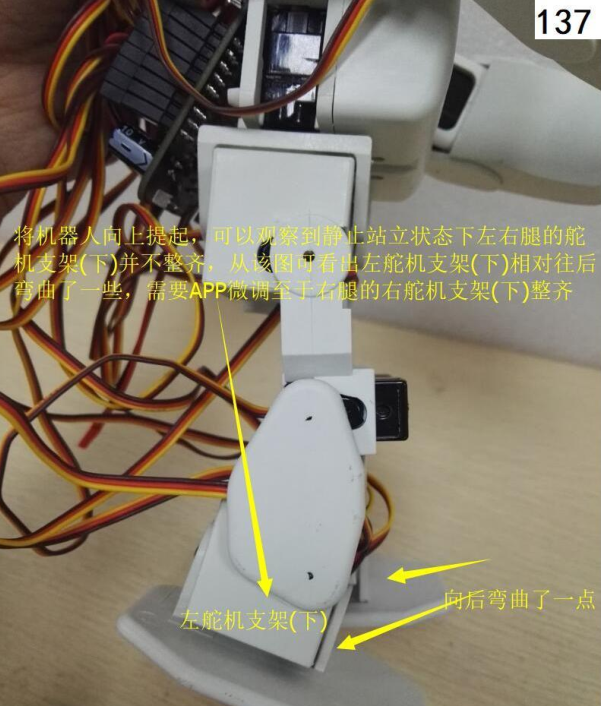 137
将机器人向上提起，可以观察到静止站立状态下左右腿的舵
机支架(下)并不整齐，从该图可看出左舵机支架(下)相对往后
弯曲了一些，需要APP微调至于右腿的右舵机支架(下)整齐
向后弯曲了一点
左舵机支架(下)